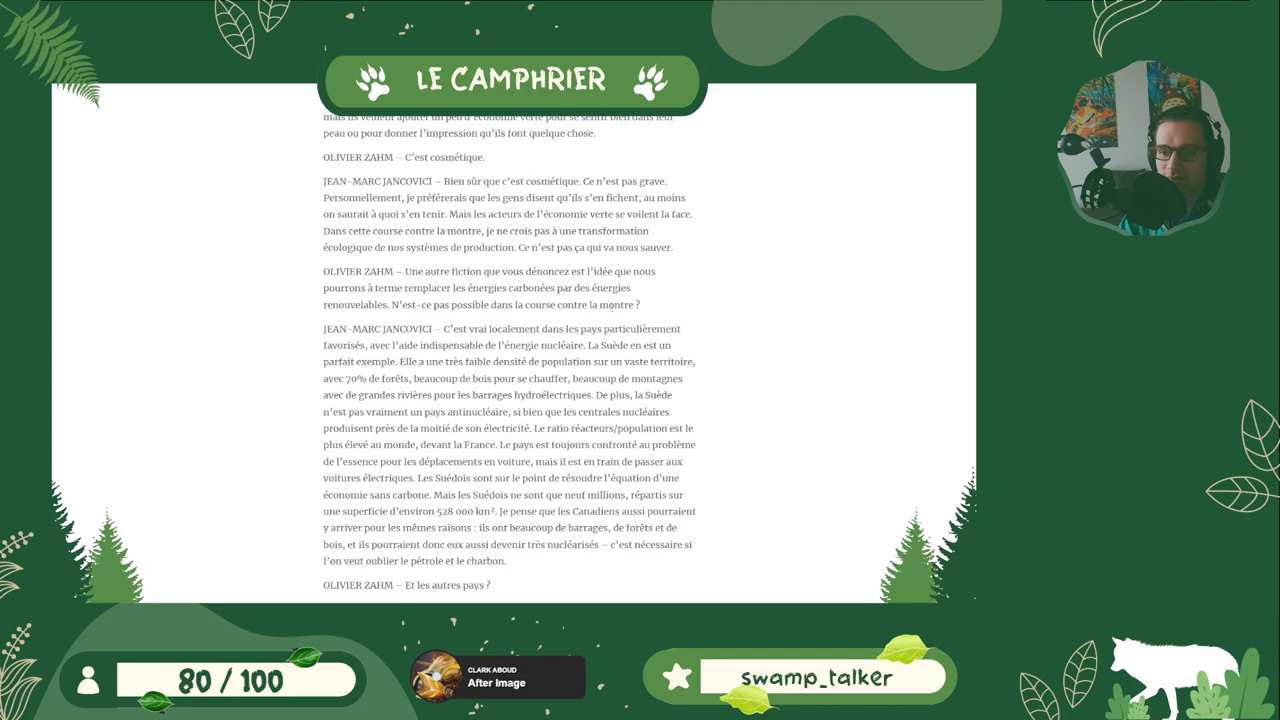 LE CAMPHRIER
mais ils veulent ajouter un peu d'économie verte pour se sentir bien dans leur
peau ou pour donner l'impression qu'ils font quelque chose.
OLIVIER ZAHM – C'est cosmétique.
JEAN-MARC JANCOVICI – Bien sûr que c'est cosmétique. Ce n'est pas grave.
Personnellement, je préférerais que les gens disent qu'ils s'en fichent, au moins
on saurait à quoi s'en tenir. Mais les acteurs de l'économie verte se voilent la face.
Dans cette course contre la montre, je ne crois pas à une transformation
écologique de nos systèmes de production. Ce n'est pas ça qui va nous sauver.
OLIVIER ZAHM – Une autre fiction que vous dénoncez est l'idée que nous
pourrons à terme remplacer les énergies carbonées par des énergies
renouvelables. N'est-ce pas possible dans la course contre la montre ?
JEAN-MARC JANCOVICI – C'est vrai localement dans les pays particulièrement
favorisés, avec l'aide indispensable de l'énergie nucléaire. La Suède en est un
parfait exemple. Elle a une très faible densité de population sur un vaste territoire,
avec 70% de forêts, beaucoup de bois pour se chauffer, beaucoup de montagnes
avec de grandes rivières pour les barrages hydroélectriques. De plus, la Suède
n'est pas vraiment un pays antinucléaire, si bien que les centrales nucléaires
produisent près de la moitié de son électricité. Le ratio réacteurs/population est le
plus élevé au monde, devant la France. Le pays est toujours confronté au problème
de l'essence pour les déplacements en voiture, mais il est en train de passer aux
voitures électriques. Les Suédois sont sur le point de résoudre l'équation d'une
économie sans carbone. Mais les Suédois ne sont que neuf millions, répartis sur
une superficie d'environ 528 000 km². Je pense que les Canadiens aussi pourraient
y arriver pour les mêmes raisons : ils ont beaucoup de barrages, de forêts et de
bois, et ils pourraient donc eux aussi devenir très nucléarisés – c'est nécessaire si
l'on veut oublier le pétrole et le charbon.
OLIVIER ZAHM – Et les autres pays ?
80 / 100
CLARK ABOUD
After Image
swamp_talker